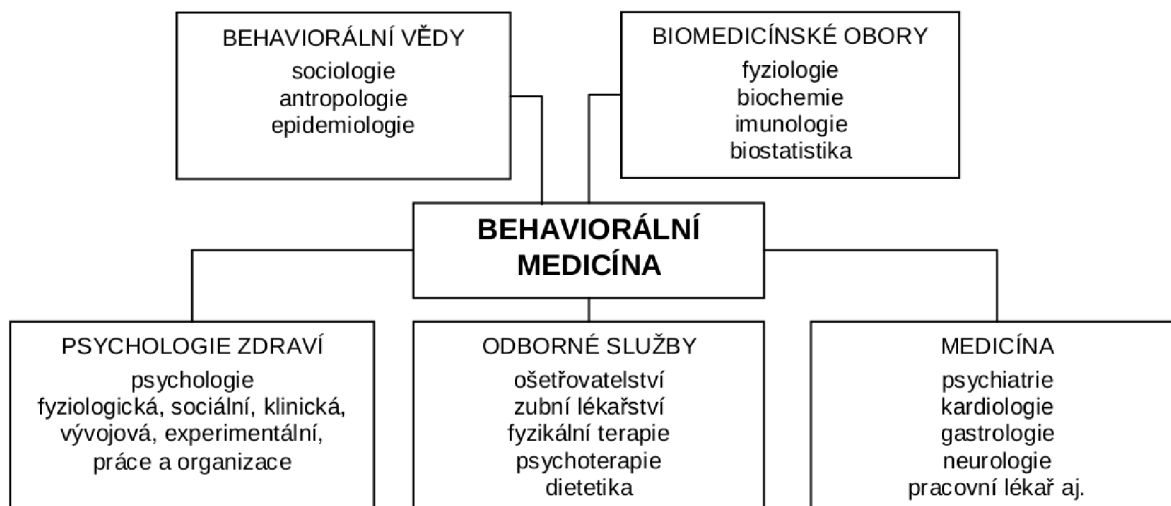 BEHAVIORÁLNÍ VĚDY
sociologie
antropologie
epidemiologie
BIOMEDICÍNSKÉ OBORY
fyziologie
biochemie
imunologie
biostatistika
BEHAVIORÁLNÍ
MEDICÍNA
PSYCHOLOGIE ZDRAVÍ
psychologie
fyziologická, sociální, klinická,
vývojová, experimentální,
práce a organizace
ODBORNÉ SLUŽBY
ošetřovatelství
zubní lékařství
fyzikální terapie
psychoterapie
dietetika
MEDICÍNA
psychiatrie
kardiologie
gastrologie
neurologie
pracovní lékař aj.